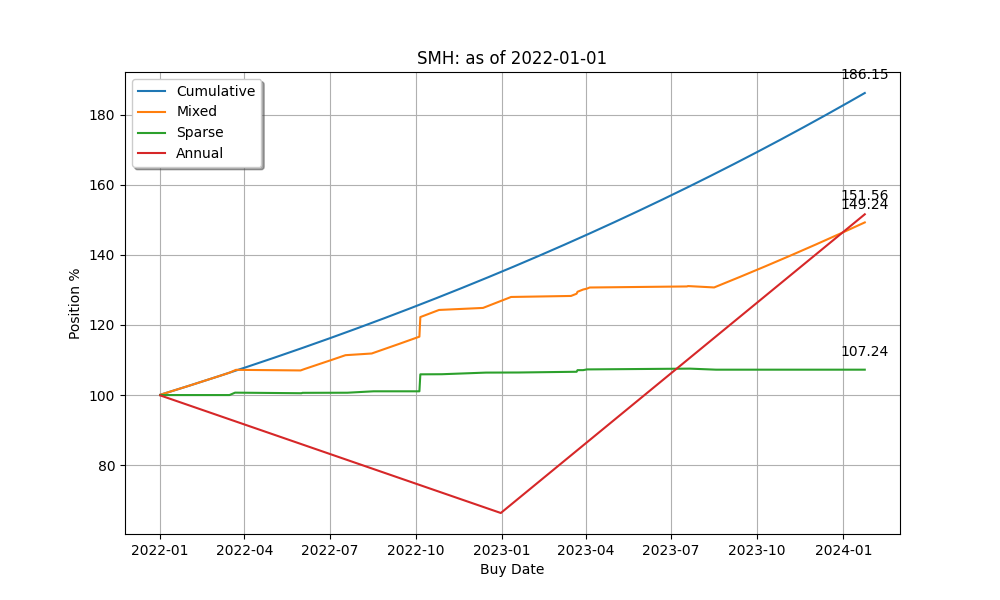 SMH: as of 2022-01-01
Cumulative
Mixed
Sparse
Annual
186.15
151.56
149.24
107.24
180
160
140
120
100
80
Position %
2022-01 2022-04 2022-07 2022-10 2023-01 2023-04 2023-07 2023-10 2024-01
Buy Date